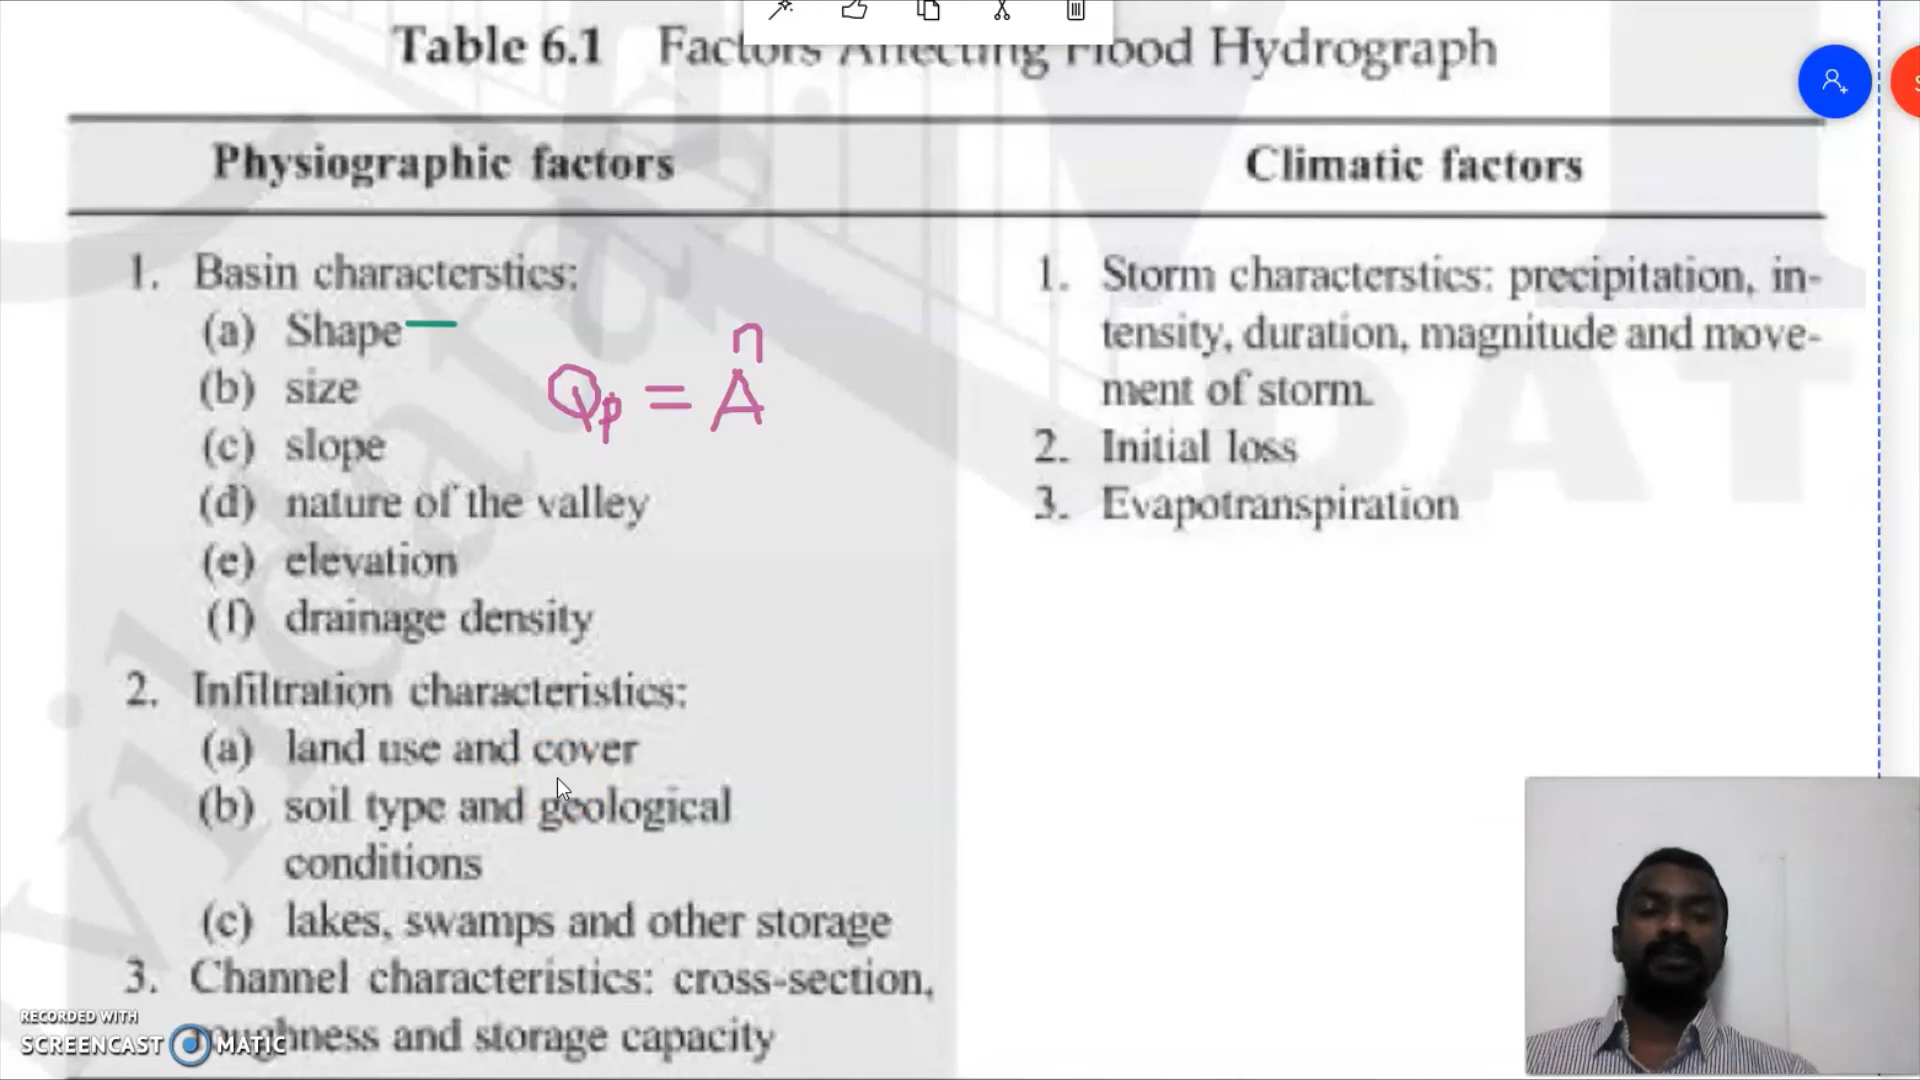 Table 6.1 Factors Affecting Flood Hydrograph
Physiographic factors
Climatic factors
1. Basin characterstics:
(a) Shape
(b) size
(c) slope
(d) nature of the valley
(e) elevation
(f) drainage density
2. Infiltration characteristics:
(a) land use and cover
(b) soil type and geological
conditions
(c) lakes, swamps and other storage
3. Channel characteristics: cross-section,
roughness and storage capacity
Qp = A^n
1. Storm characterstics: precipitation, in-
tensity, duration, magnitude and move-
ment of storm.
2. Initial loss
3. Evapotranspiration
RECORDED WITH
SCREENCAST MATIC